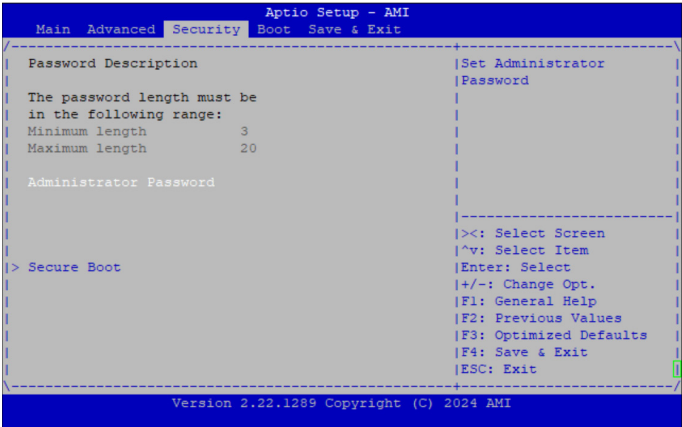 Aptio Setup - AMI
Main Advanced Security Boot Save & Exit
Password Description
The password length must be
in the following range:
Minimum length 3
Maximum length 20
Administrator Password
> Secure Boot
Set Administrator
Password
><: Select Screen
^v: Select Item
Enter: Select
+/-: Change Opt.
F1: General Help
F2: Previous Values
F3: Optimized Defaults
F4: Save & Exit
ESC: Exit
Version 2.22.1289 Copyright (C) 2024 AMI